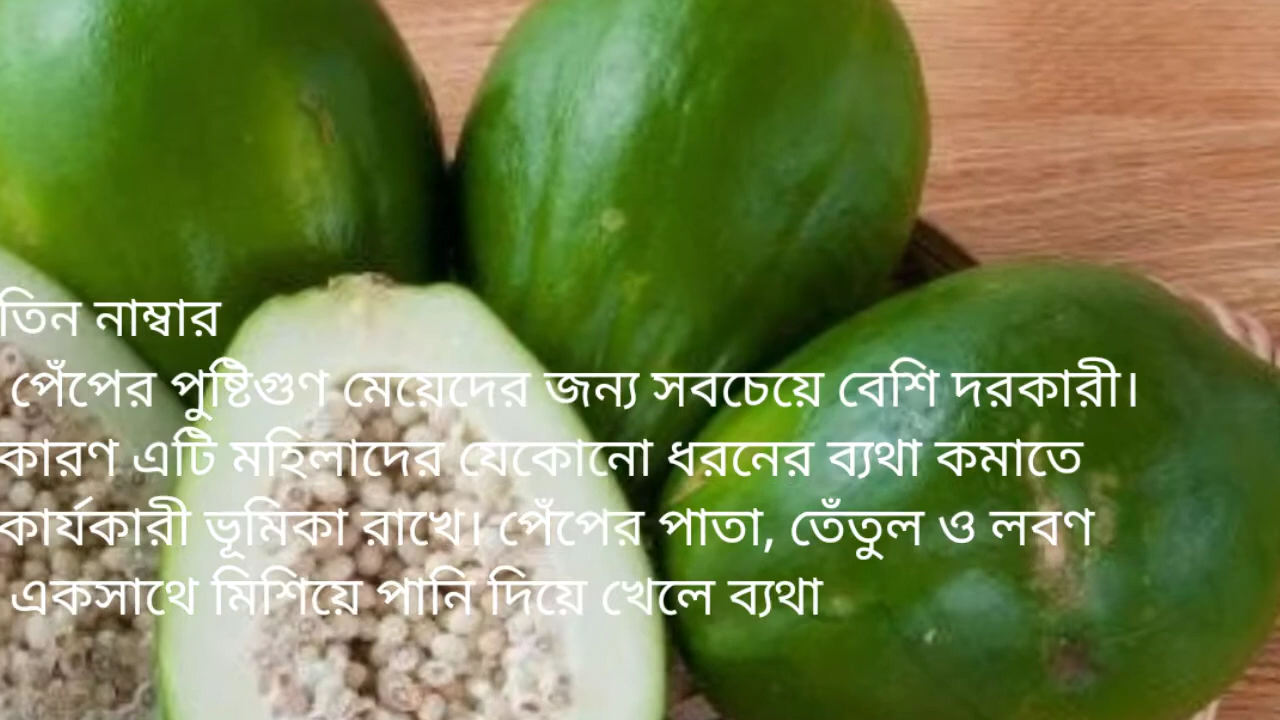 তিন নাম্বার
পেঁপের পুষ্টিগুণ মেয়েদের জন্য সবচেয়ে বেশি দরকারী।
কারণ এটি মহিলাদের যেকোনো ধরনের ব্যথা কমাতে
কার্যকারী ভূমিকা রাখে। পেঁপের পাতা, তেঁতুল ও লবণ
একসাথে মিশিয়ে পানি দিয়ে খেলে ব্যথা